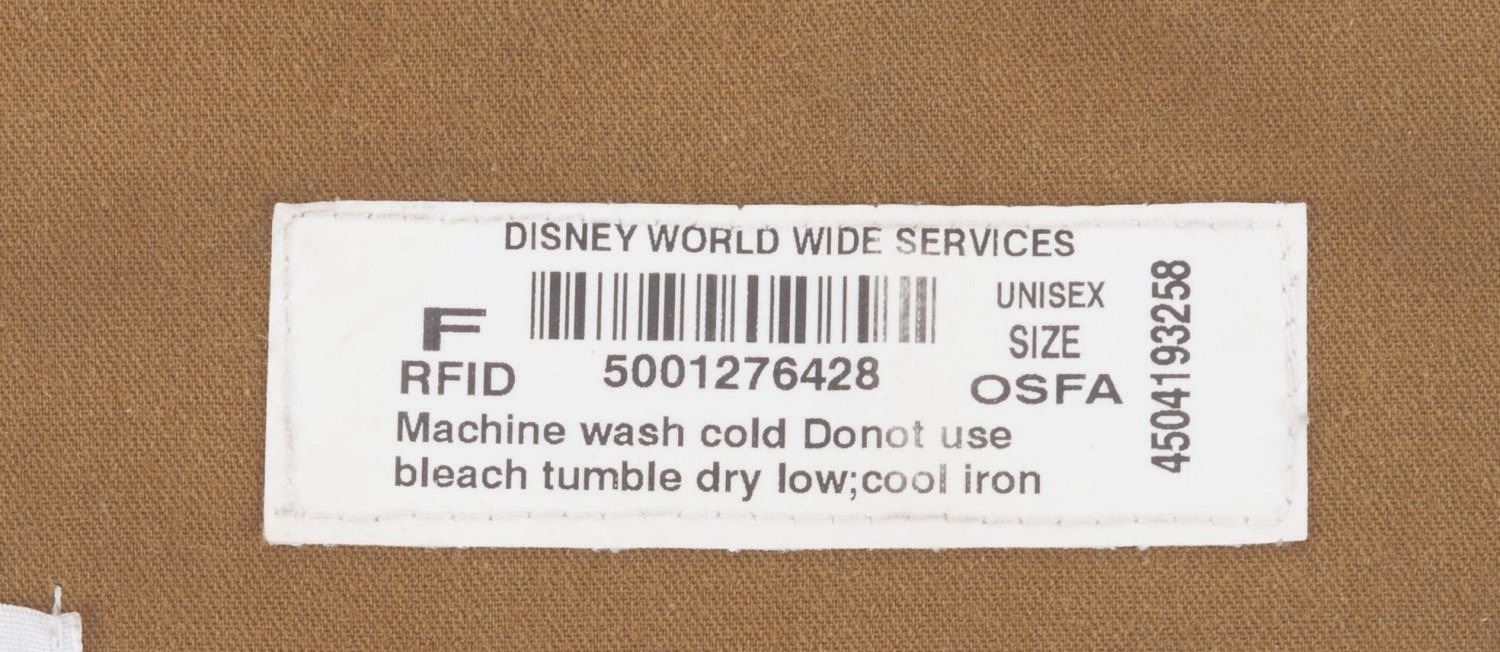 DISNEY WORLD WIDE SERVICES
F
RFID
5001276428
UNISEX
SIZE
OSFA
4504193258
Machine wash cold Donot use
bleach tumble dry low;cool iron